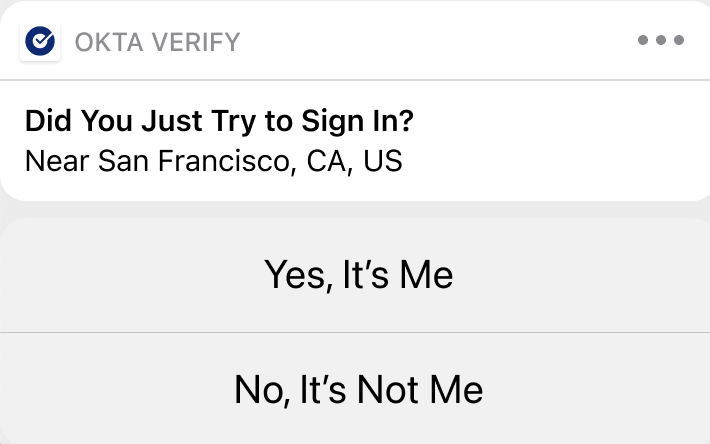 OKTA VERIFY
Did You Just Try to Sign In?
Near San Francisco, CA, US
Yes, It’s Me
No, It’s Not Me